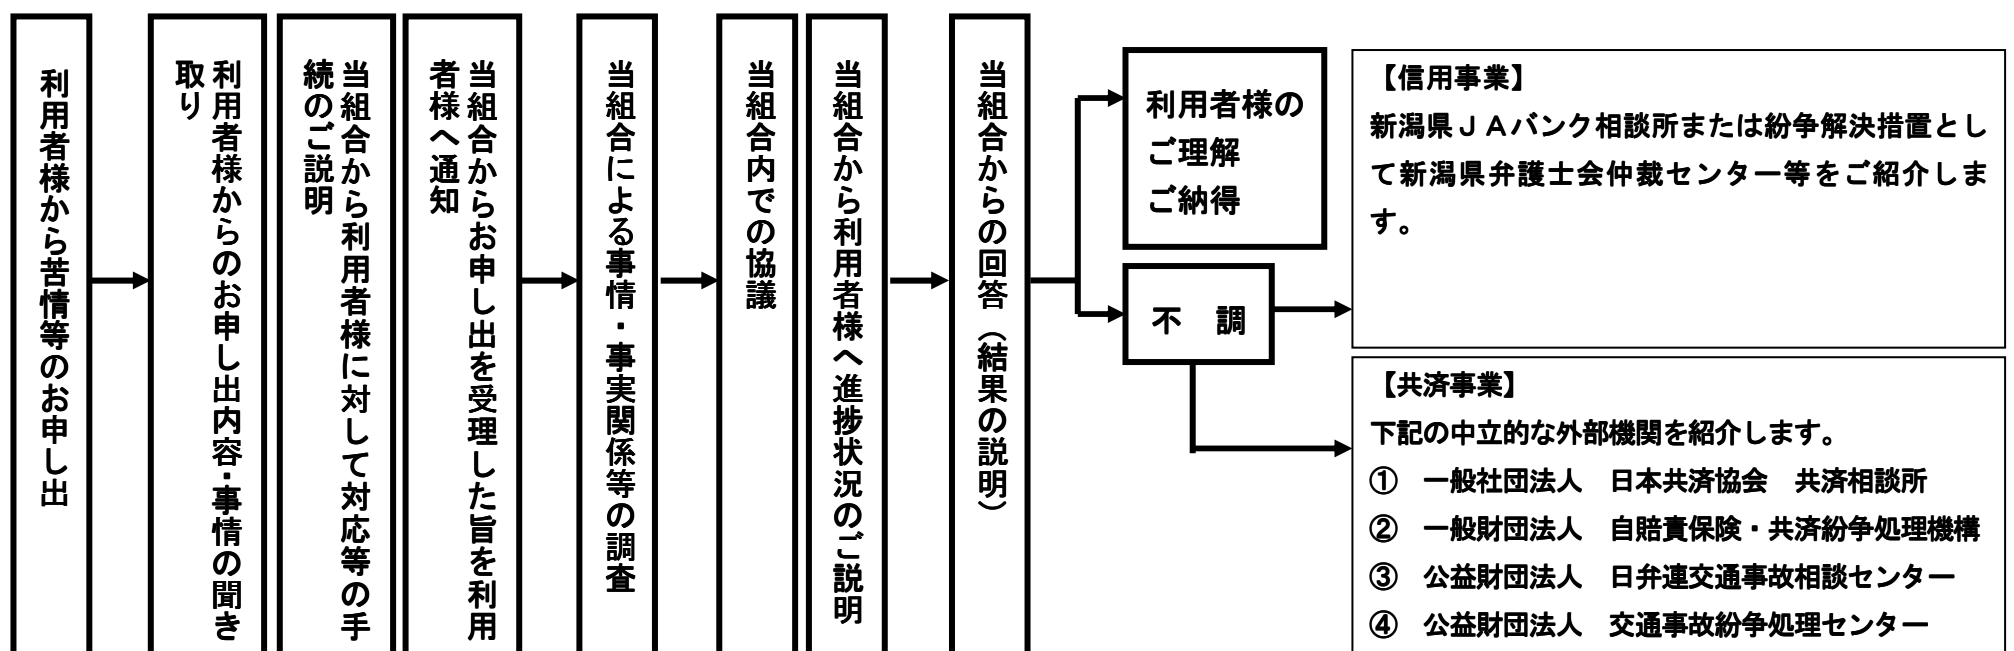 利用者様から苦情等のお申し出
利用者様からのお申し出内容・事情の聞き
取り
当組合から利用者様に対して対応等の手
続のご説明
当組合からお申し出を受理した旨を利用
者様へ通知
当組合による事情・事実関係等の調査
当組合内での協議
当組合から利用者様へ進捗状況のご説明
当組合からの回答（結果の説明）
利用者様の
ご理解
ご納得
不　調
【信用事業】
新潟県ＪＡバンク相談所または紛争解決措置とし
て新潟県弁護士会仲裁センター等をご紹介しま
す。
【共済事業】
下記の中立的な外部機関を紹介します。
①　一般社団法人　日本共済協会　共済相談所
②　一般財団法人　自賠責保険・共済紛争処理機構
③　公益財団法人　日弁連交通事故相談センター
④　公益財団法人　交通事故紛争処理センター